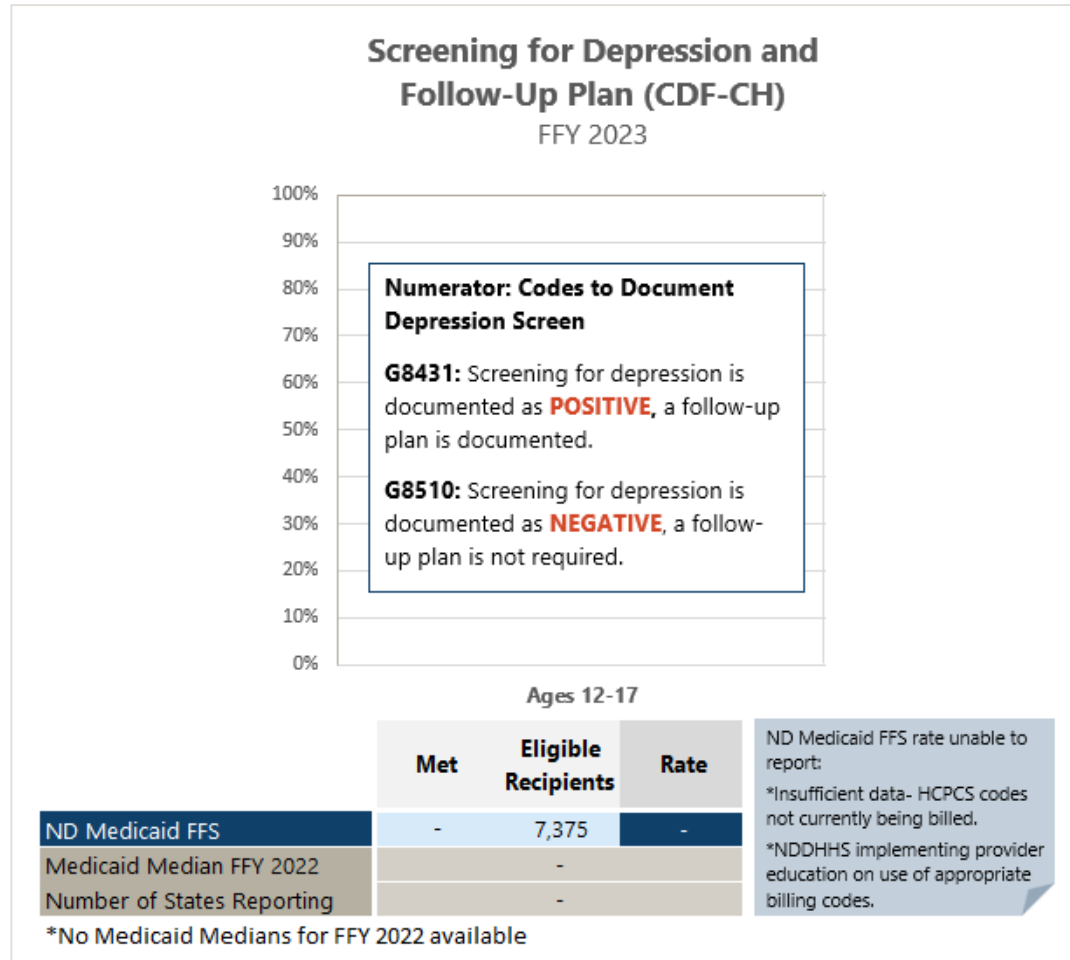 Screening for Depression and
Follow-Up Plan (CDF-CH)
FFY 2023
100%
90%
80%
70%
60%
50%
40%
30%
20%
10%
0%
Numerator: Codes to Document
Depression Screen
G8431: Screening for depression is
documented as POSITIVE, a follow-up
plan is documented.
G8510: Screening for depression is
documented as NEGATIVE, a follow-
up plan is not required.
Ages 12-17
Met Eligible Recipients Rate
ND Medicaid FFS - 7,375 -
Medicaid Median FFY 2022 -
Number of States Reporting -
*No Medicaid Medians for FFY 2022 available
ND Medicaid FFS rate unable to
report:
*Insufficient data- HCPCS codes
not currently being billed.
*NDDHHS implementing provider
education on use of appropriate
billing codes.